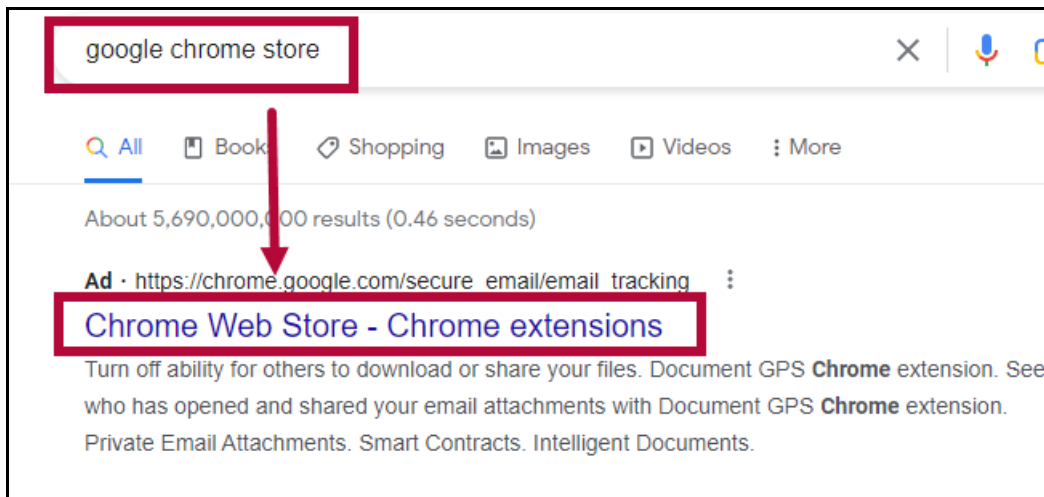 google chrome store
All Books Shopping Images Videos More
About 5,690,000,000 results (0.46 seconds)
Ad · https://chrome.google.com/secure_email/email_tracking
Chrome Web Store - Chrome extensions
Turn off ability for others to download or share your files. Document GPS Chrome extension. See
who has opened and shared your email attachments with Document GPS Chrome extension.
Private Email Attachments. Smart Contracts. Intelligent Documents.